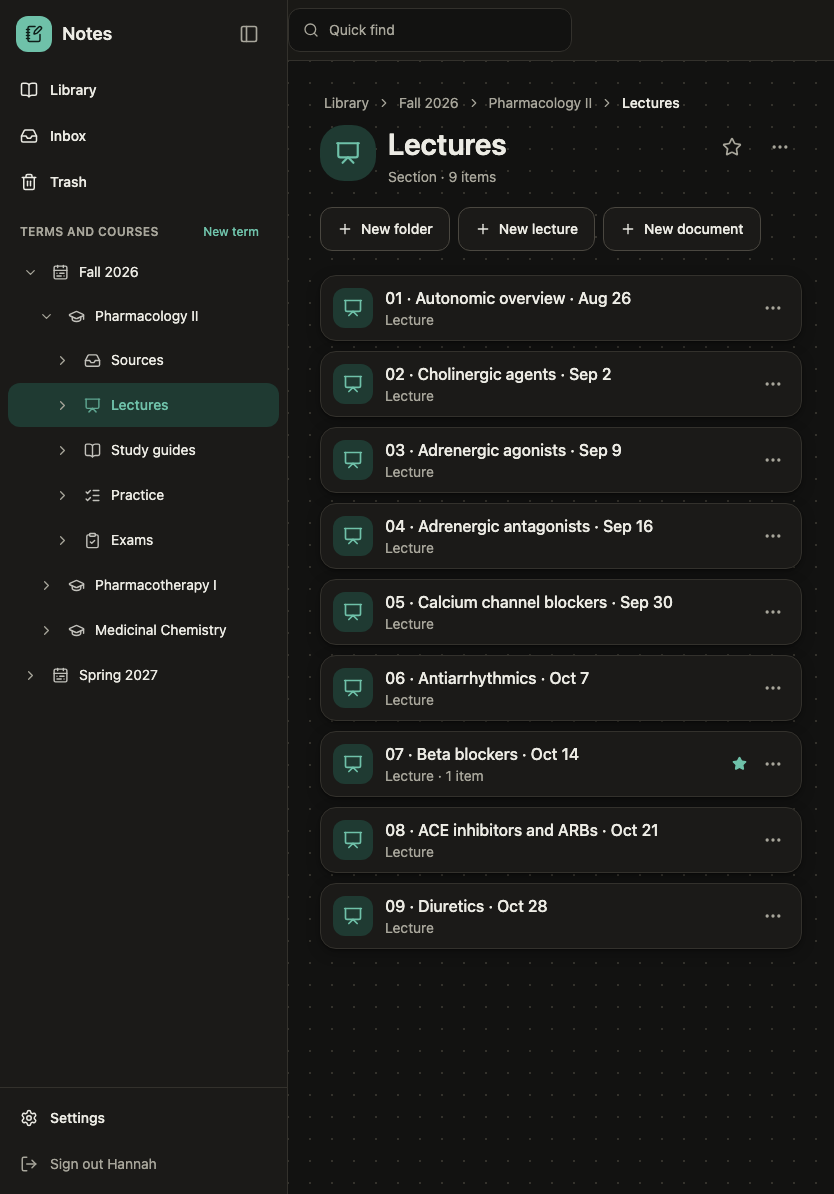 Notes
Library
Inbox
Trash
TERMS AND COURSES New term
Fall 2026
Pharmacology II
Sources
Lectures
Study guides
Practice
Exams
Pharmacotherapy I
Medicinal Chemistry
Spring 2027
Settings
Sign out Hannah
Quick find
Library > Fall 2026 > Pharmacology II > Lectures
Lectures
Section · 9 items
+ New folder + New lecture + New document
01 · Autonomic overview · Aug 26
Lecture
02 · Cholinergic agents · Sep 2
Lecture
03 · Adrenergic agonists · Sep 9
Lecture
04 · Adrenergic antagonists · Sep 16
Lecture
05 · Calcium channel blockers · Sep 30
Lecture
06 · Antiarrhythmics · Oct 7
Lecture
07 · Beta blockers · Oct 14
Lecture · 1 item
08 · ACE inhibitors and ARBs · Oct 21
Lecture
09 · Diuretics · Oct 28
Lecture